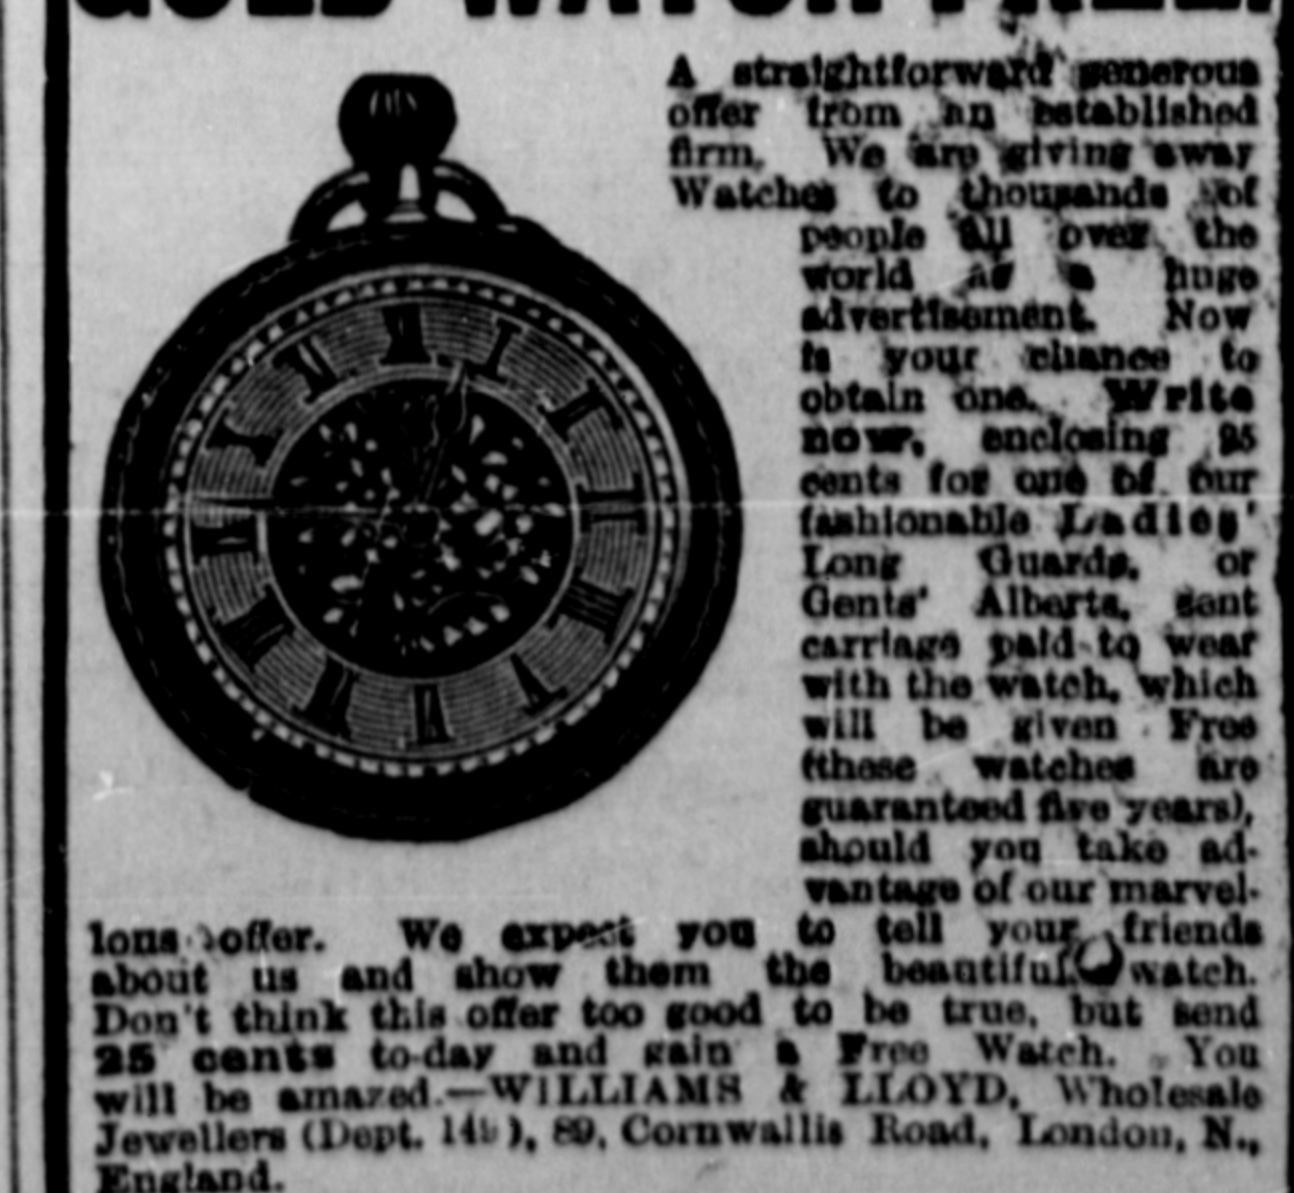 GOLD WATCH FREE.
A straightforward generous
offer from an established
firm. We are giving away
Watches to thousands of
people all over the
world as a huge
advertisement. Now
is your chance to
obtain one. Write
now, enclosing 25
cents for one of our
fashionable Ladies'
Long Guards, or
Gents' Alberts, sent
carriage paid to wear
with the watch, which
will be given Free
(these watches are
guaranteed five years),
should you take ad-
vantage of our marvel-
lous offer. We expect you to tell your friends
about us and show them the beautiful watch.
Don't think this offer too good to be true, but send
25 cents to-day and gain a Free Watch. You
will be amazed.—WILLIAMS & LLOYD, Wholesale
Jewellers (Dept. ), 89, Cornwallis Road, London, N.,
England.